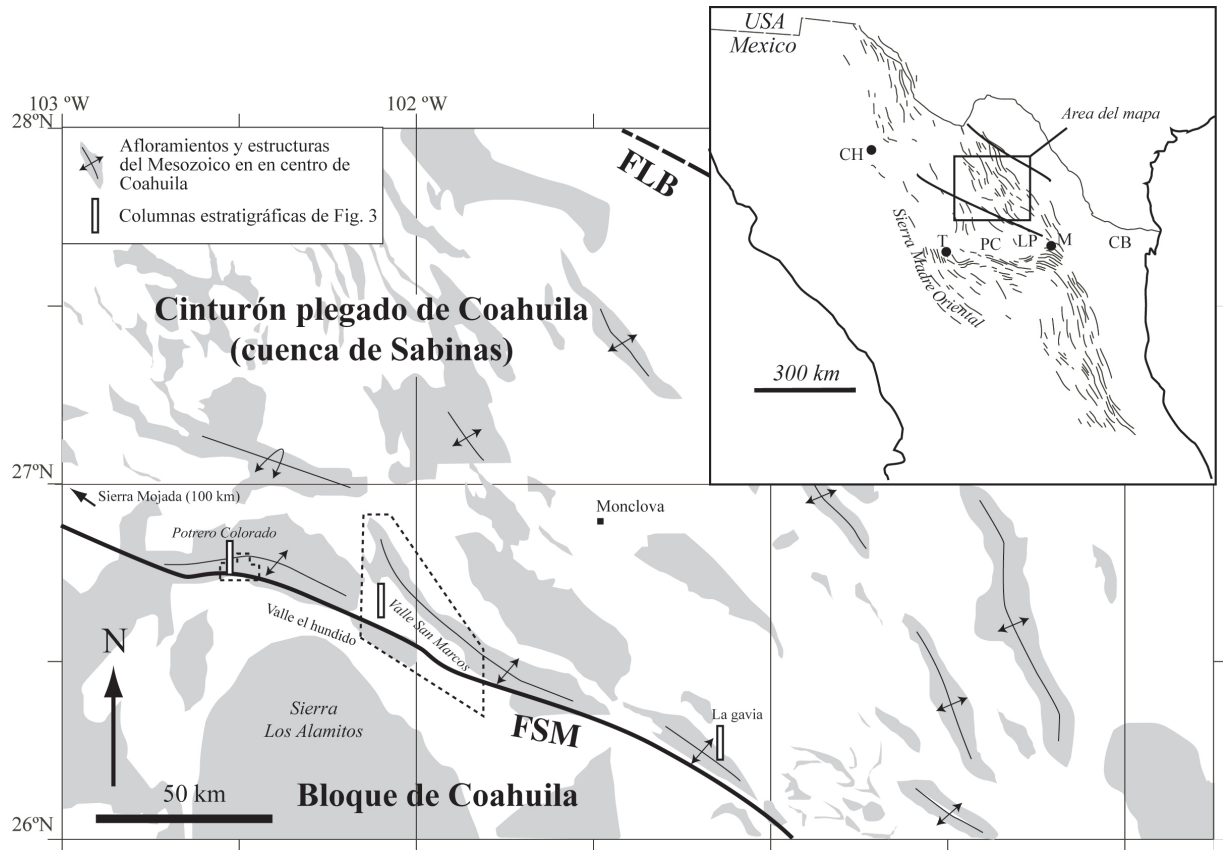 USA
Mexico
Area del mapa
CH
T
PC
LP
M
CB
Sierra Madre Oriental
300 km
103 ºW
102 ºW
28ºN
Afloramientos y estructuras
del Mesozoico en en centro de
Coahuila
Columnas estratigráficas de Fig. 3
FLB
Cinturón plegado de Coahuila
(cuenca de Sabinas)
27ºN
Sierra Mojada (100 km)
Monclova
Potrero Colorado
Valle el hundido
Valle San Marcos
N
Sierra
Los Alamitos
FSM
La gavia
50 km
Bloque de Coahuila
26ºN